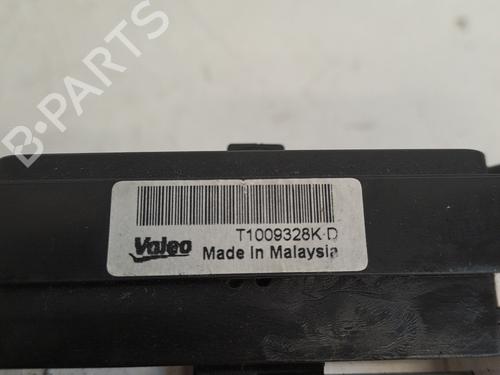 B-PARTS
T1009328K-D
Valeo
Made In Malaysia